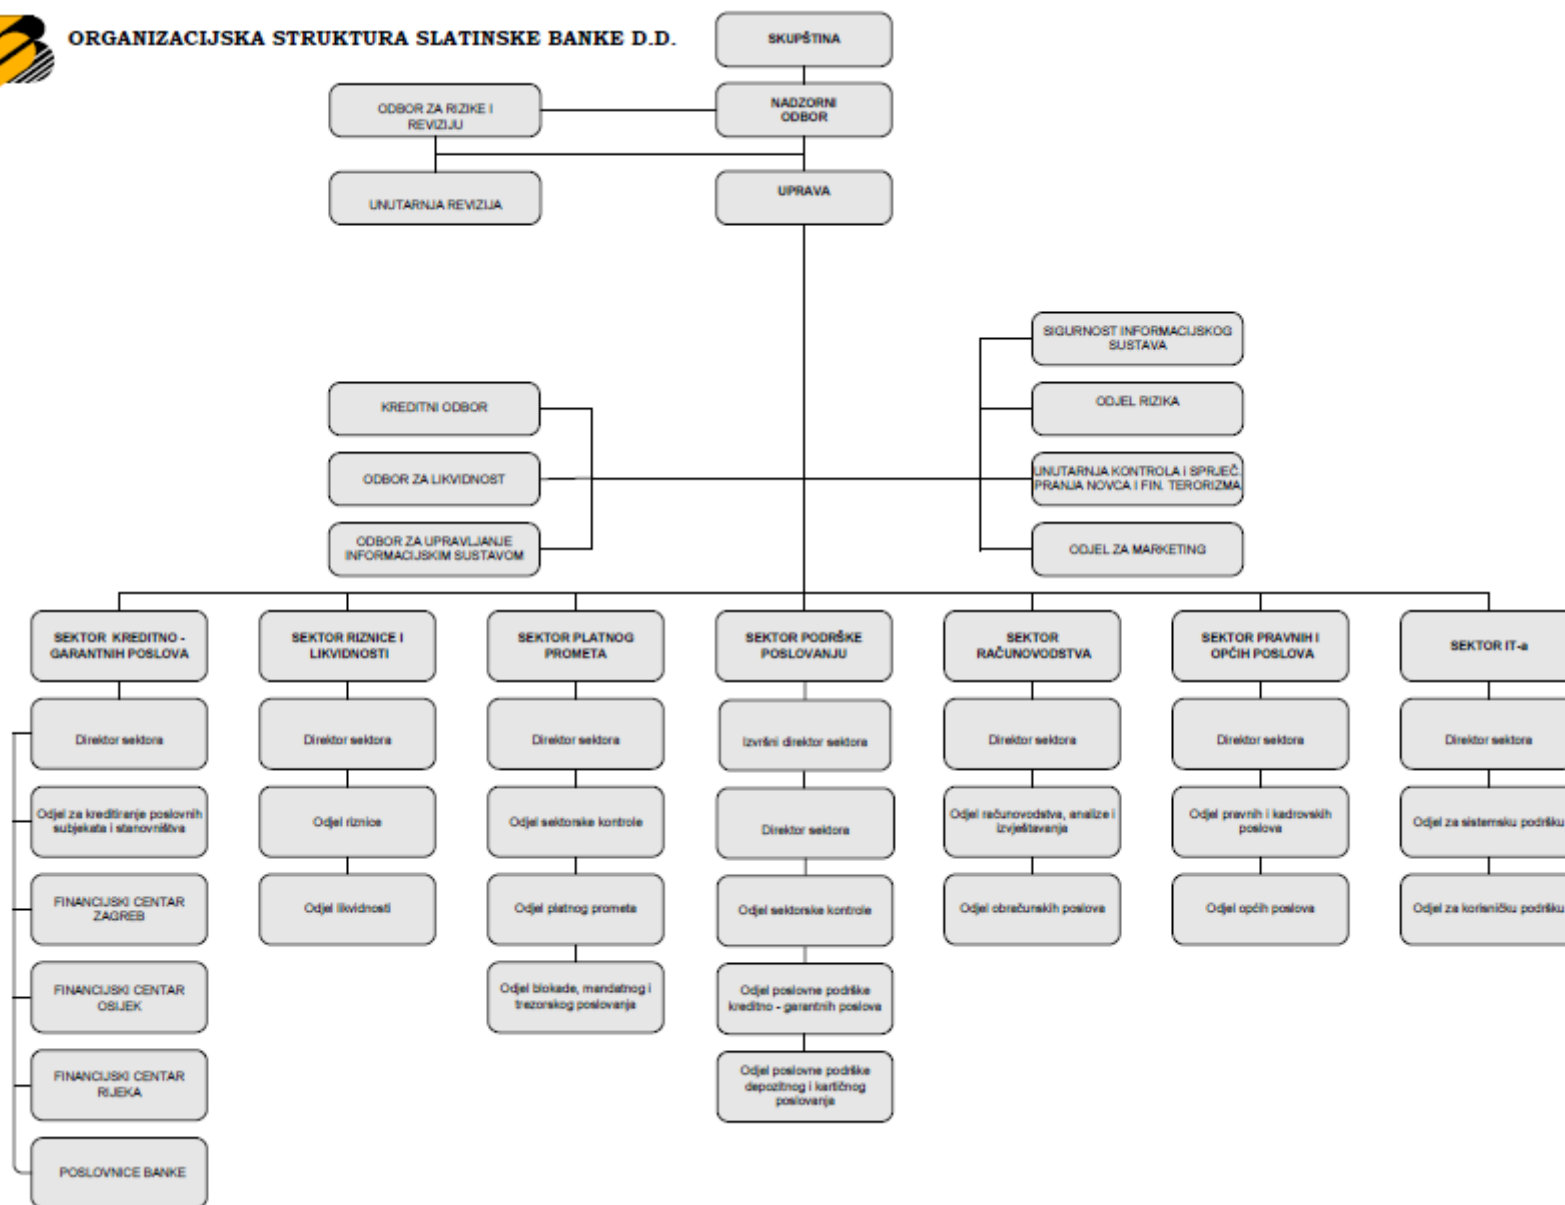 ORGANIZACIJSKA STRUKTURA SLATINSKE BANKE D.D.
SKUPŠTINA
ODBOR ZA RIZIKE I
REVIZIJU
NADZORNI
ODBOR
UNUTARNJA REVIZIJA
UPRAVA
SIGURNOST INFORMACIJSKOG
SUSTAVA
KREDITNI ODBOR
ODJEL RIZIKA
ODBOR ZA LIKVIDNOST
UNUTARNJA KONTROLA I SPRJEČ.
PRANJA NOVCA I FIN. TERORIZMA
ODBOR ZA UPRAVLJANJE
INFORMACIJSKIM SUSTAVOM
ODJEL ZA MARKETING
SEKTOR KREDITNO -
GARANTNIH POSLOVA
SEKTOR RIZNICE I
LIKVIDNOSTI
SEKTOR PLATNOG
PROMETA
SEKTOR PODRŠKE
POSLOVANJU
SEKTOR
RAČUNOVODSTVA
SEKTOR PRAVNIH I
OPĆIH POSLOVA
SEKTOR IT-a
Direktor sektora
Direktor sektora
Direktor sektora
Izvršni direktor sektora
Direktor sektora
Direktor sektora
Direktor sektora
Odjel za kreditiranje poslovnih
subjekata i stanovništva
Odjel riznice
Odjel sektorske kontrole
Direktor sektora
Odjel računovodstva, analize i
izvještavanja
Odjel pravnih i kadrovskih
poslova
Odjel za sistemsku podršku
FINANCIJSKI CENTAR
ZAGREB
Odjel likvidnosti
Odjel platnog prometa
Odjel sektorske kontrole
Odjel obračunskih poslova
Odjel općih poslova
Odjel za korisničku podršku
FINANCIJSKI CENTAR
OSIJEK
Odjel blokade, mandatnog i
trezorskog poslovanja
Odjel poslovne podrške
kreditno - garantnih poslova
FINANCIJSKI CENTAR
RIJEKA
Odjel poslovne podrške
depozitnog i kartičnog
poslovanja
POSLOVNICE BANKE